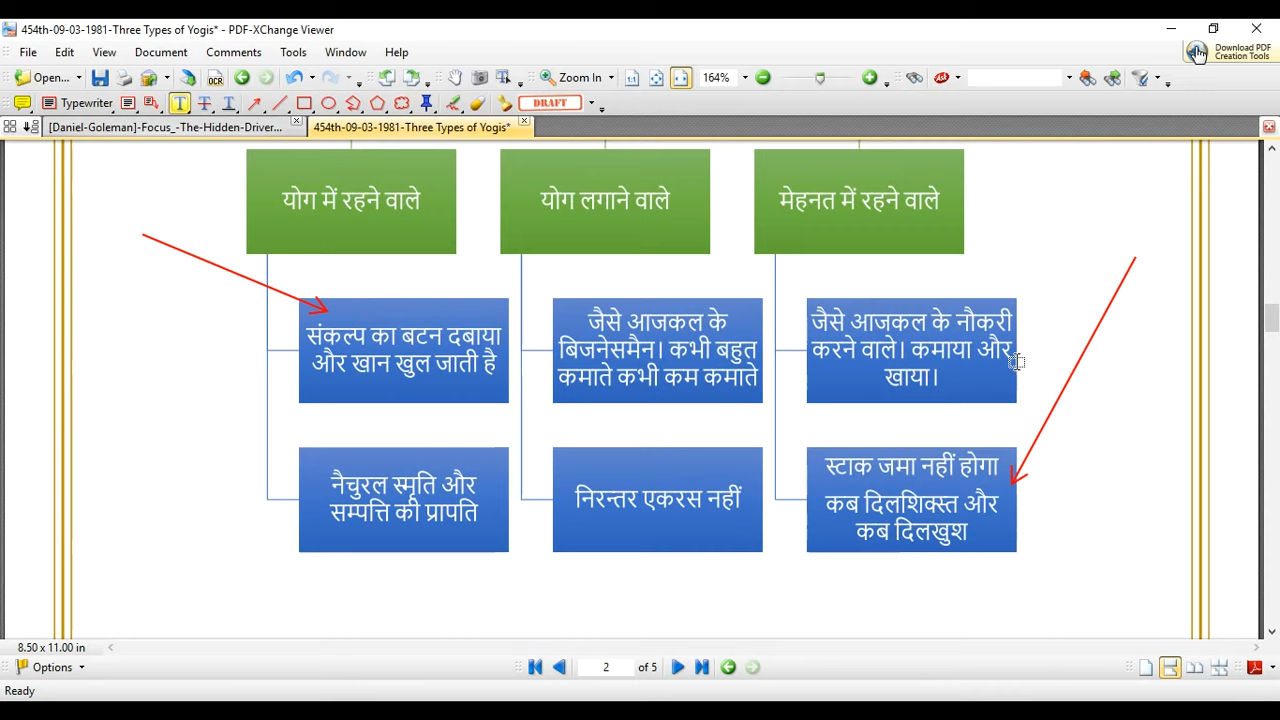 454th-09-03-1981-Three Types of Yogis* - PDF-XChange Viewer
File Edit View Document Comments Tools Window Help
Download PDF
Creation Tools
Open... OCR Zoom In 164% Ask
Typewriter T T T DRAFT
[Daniel-Goleman]-Focus_-The-Hidden-Driver... 454th-09-03-1981-Three Types of Yogis*
योग में रहने वाले
योग लगाने वाले
मेहनत में रहने वाले
संकल्प का बटन दबाया
और खान खुल जाती है
जैसे आजकल के
बिजनेसमैन। कभी बहुत
कमाते कभी कम कमाते
जैसे आजकल के नौकरी
करने वाले। कमाया और
खाया।
नैचुरल स्मृति और
सम्पत्ति की प्राप्ति
निरन्तर एकरस नहीं
स्टाक जमा नहीं होगा
कब दिलशिक्स्त और
कब दिलखुश
8.50 x 11.00 in
Options 2 of 5
Ready